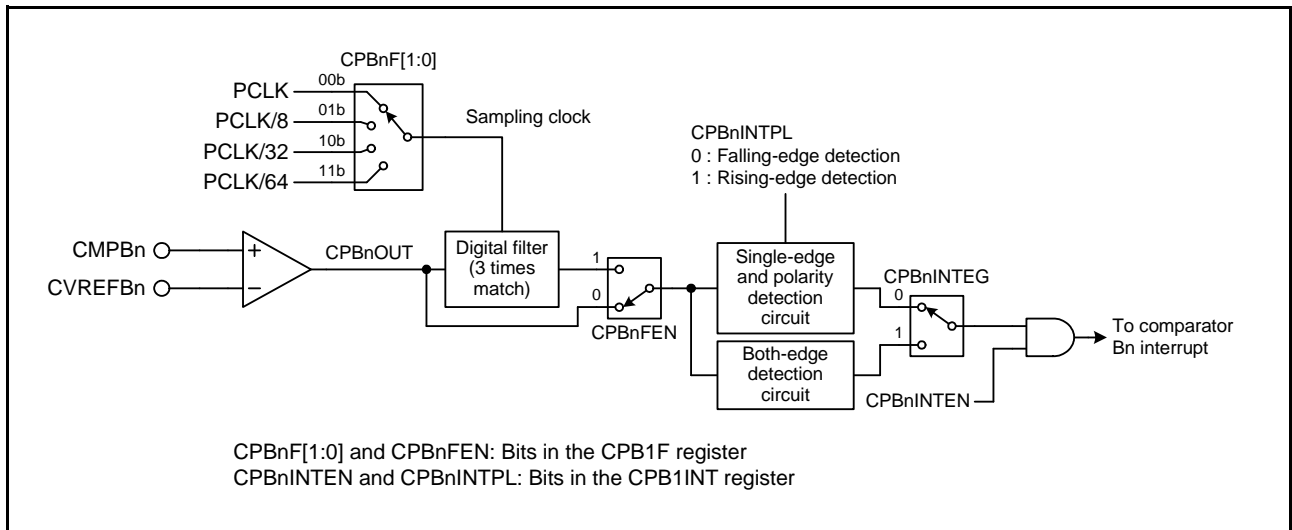 CPBnF[1:0]
PCLK
00b
PCLK/8
01b
PCLK/32
10b
PCLK/64
11b
Sampling clock
CPBnINTPL
0 : Falling-edge detection
1 : Rising-edge detection
CMPBn
CVREFBn
+
−
CPBnOUT
Digital filter
(3 times
match)
1
0
CPBnFEN
Single-edge
and polarity
detection
circuit
Both-edge
detection
circuit
CPBnINTEG
0
1
CPBnINTEN
To comparator
Bn interrupt
CPBnF[1:0] and CPBnFEN: Bits in the CPB1F register
CPBnINTEN and CPBnINTPL: Bits in the CPB1INT register